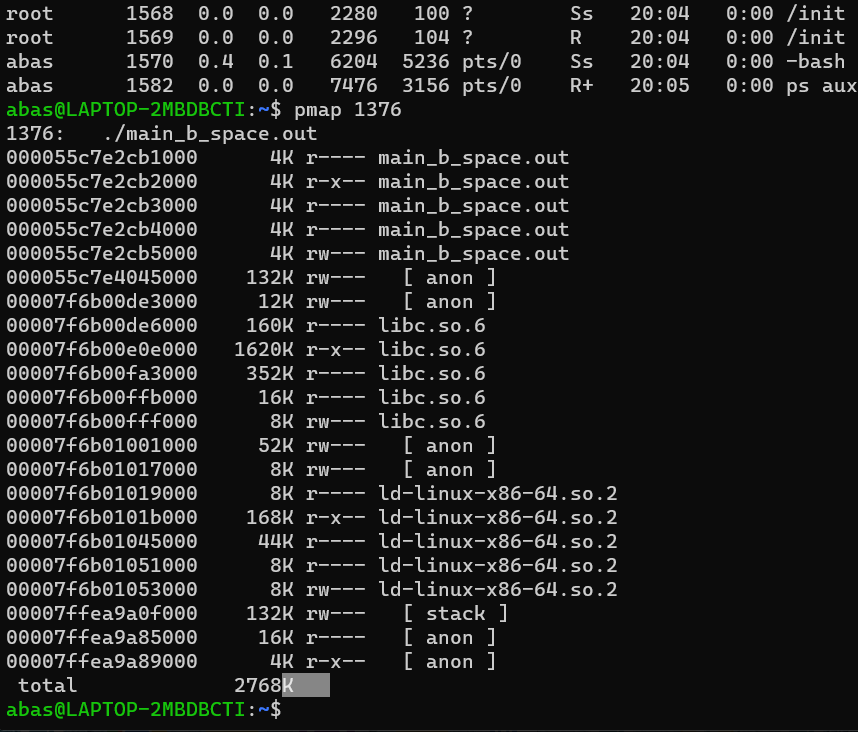 root      1568  0.0  0.0   2280   100 ?        Ss   20:04   0:00 /init
root      1569  0.0  0.0   2296   104 ?        R    20:04   0:00 /init
abas      1570  0.4  0.1   6204  5236 pts/0    Ss   20:04   0:00 -bash
abas      1582  0.0  0.0   7476  3156 pts/0    R+   20:05   0:00 ps aux
abas@LAPTOP-2MBDBCTI:~$ pmap 1376
1376:   ./main_b_space.out
000055c7e2cb1000      4K r---- main_b_space.out
000055c7e2cb2000      4K r-x-- main_b_space.out
000055c7e2cb3000      4K r---- main_b_space.out
000055c7e2cb4000      4K r---- main_b_space.out
000055c7e2cb5000      4K rw--- main_b_space.out
000055c7e4045000    132K rw---   [ anon ]
00007f6b00de3000     12K rw---   [ anon ]
00007f6b00de6000    160K r---- libc.so.6
00007f6b00e0e000   1620K r-x-- libc.so.6
00007f6b00fa3000    352K r---- libc.so.6
00007f6b00ffb000     16K r---- libc.so.6
00007f6b00fff000      8K rw--- libc.so.6
00007f6b01001000     52K rw---   [ anon ]
00007f6b01017000      8K rw---   [ anon ]
00007f6b01019000      8K r---- ld-linux-x86-64.so.2
00007f6b0101b000    168K r-x-- ld-linux-x86-64.so.2
00007f6b01045000     44K r---- ld-linux-x86-64.so.2
00007f6b01051000      8K r---- ld-linux-x86-64.so.2
00007f6b01053000      8K rw--- ld-linux-x86-64.so.2
00007ffea9a0f000    132K rw---   [ stack ]
00007ffea9a85000     16K r----   [ anon ]
00007ffea9a89000      4K r-x--   [ anon ]
 total             2768K
abas@LAPTOP-2MBDBCTI:~$